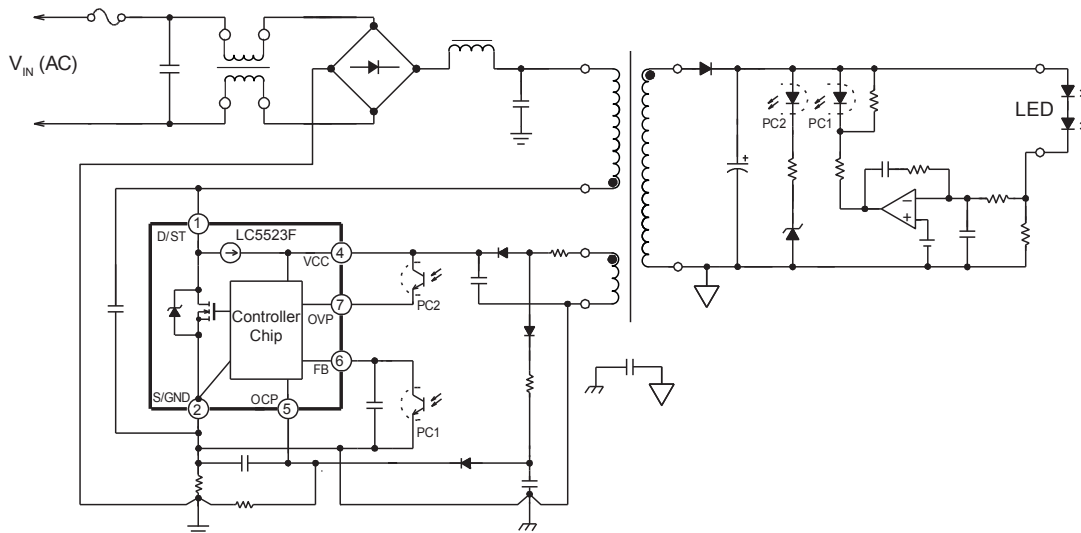 V_IN (AC)
LED
PC2
PC1
1
D/ST
LC5523F
4
VCC
PC2
7
OVP
Controller
Chip
6
FB
S/GND
OCP
2
5
PC1
+
−
+